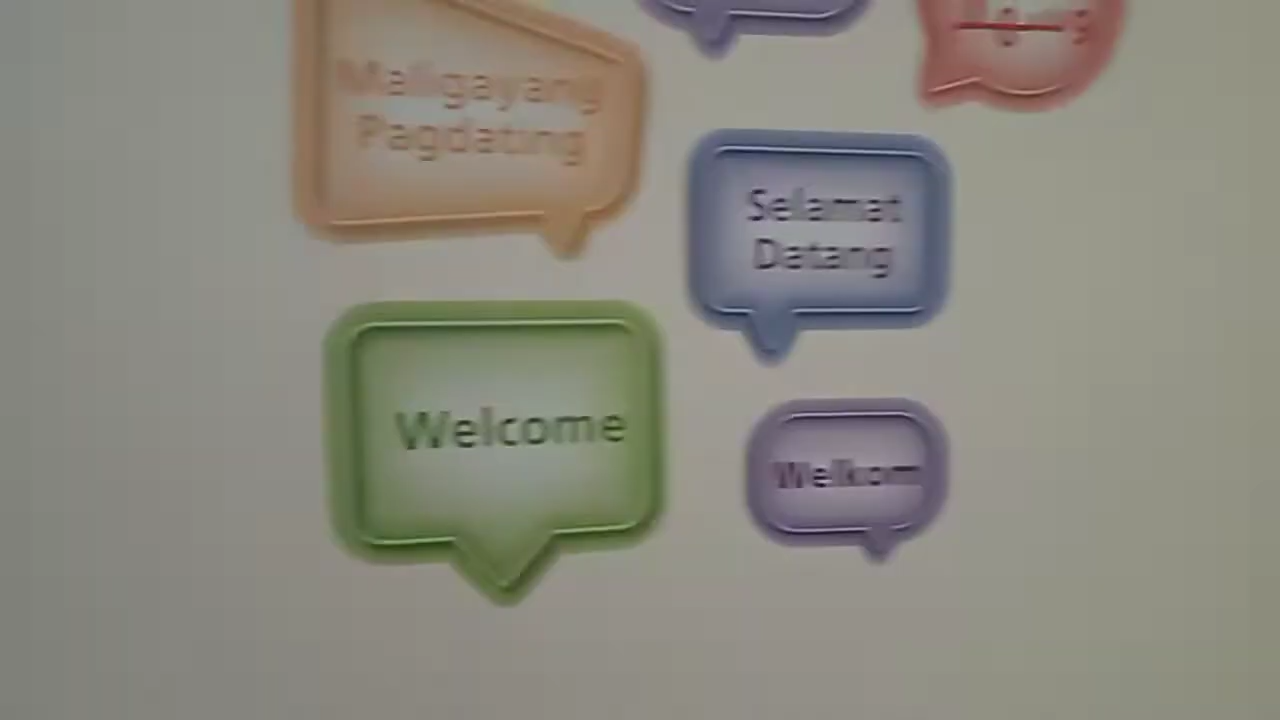 Maligayang
Pagdating
Selamat
Datang
Welcome
Welkom